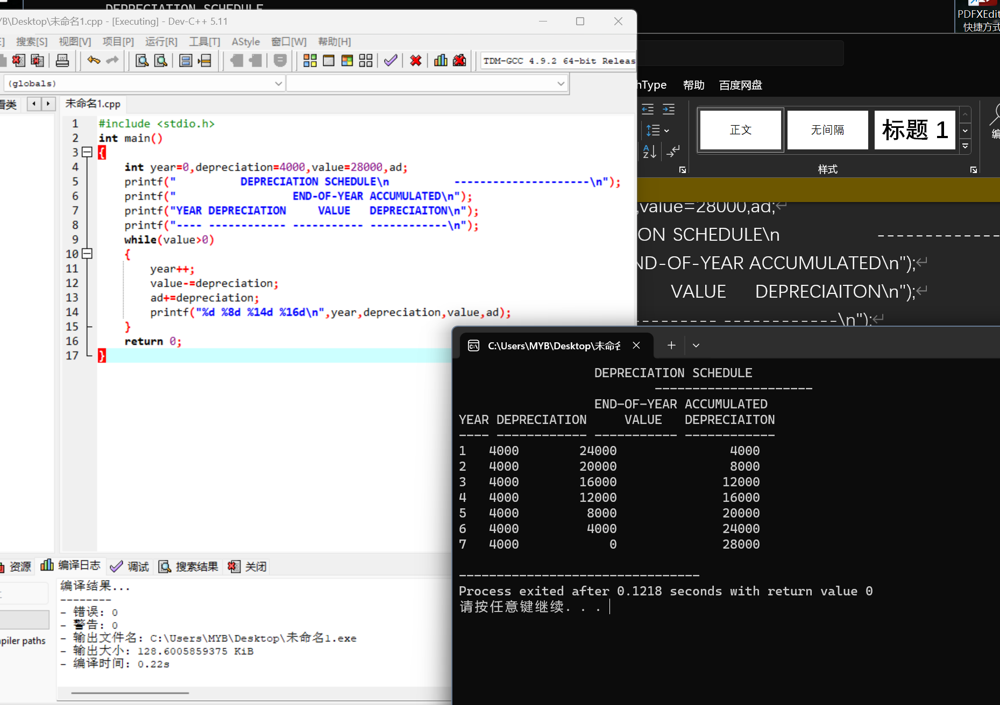 DEPRECIATION SCHEDULE
YB\Desktop\未命名1.cpp - [Executing] - Dev-C++ 5.11
搜索[S] 视图[V] 项目[P] 运行[R] 工具[T] AStyle 窗口[W] 帮助[H]
TDM-GCC 4.9.2 64-bit Releas
(globals)
看类
未命名1.cpp
1 #include <stdio.h>
2 int main()
3 {
4 int year=0,depreciation=4000,value=28000,ad;
5 printf("          DEPRECIATION SCHEDULE\n          ---------------------\n");
6 printf("                  END-OF-YEAR ACCUMULATED\n");
7 printf("YEAR DEPRECIATION     VALUE   DEPRECIAITON\n");
8 printf("---- ------------ ----------- ------------\n");
9 while(value>0)
10 {
11 year++;
12 value-=depreciation;
13 ad+=depreciation;
14 printf("%d %8d %14d %16d\n",year,depreciation,value,ad);
15 }
16 return 0;
17 }
资源 编译日志 调试 搜索结果 关闭
编译结果...
--------
- 错误: 0
- 警告: 0
- 输出文件名: C:\Users\MYB\Desktop\未命名1.exe
- 输出大小: 128.6005859375 KiB
- 编译时间: 0.22s
piler paths
PDFXEdit
快捷方式
Type 帮助 百度网盘
正文 无间隔 标题 1
样式
编
,value=28000,ad;↵
ON SCHEDULE\n -------------
ND-OF-YEAR ACCUMULATED\n");↵
VALUE DEPRECIAITON\n");↵
--------- ------------\n");↵
C:\Users\MYB\Desktop\未命名
DEPRECIATION SCHEDULE
---------------------
END-OF-YEAR ACCUMULATED
YEAR DEPRECIATION     VALUE   DEPRECIAITON
---- ------------ ----------- ------------
1   4000        24000               4000
2   4000        20000               8000
3   4000        16000              12000
4   4000        12000              16000
5   4000         8000              20000
6   4000         4000              24000
7   4000            0              28000
--------------------------------
Process exited after 0.1218 seconds with return value 0
请按任意键继续. . .